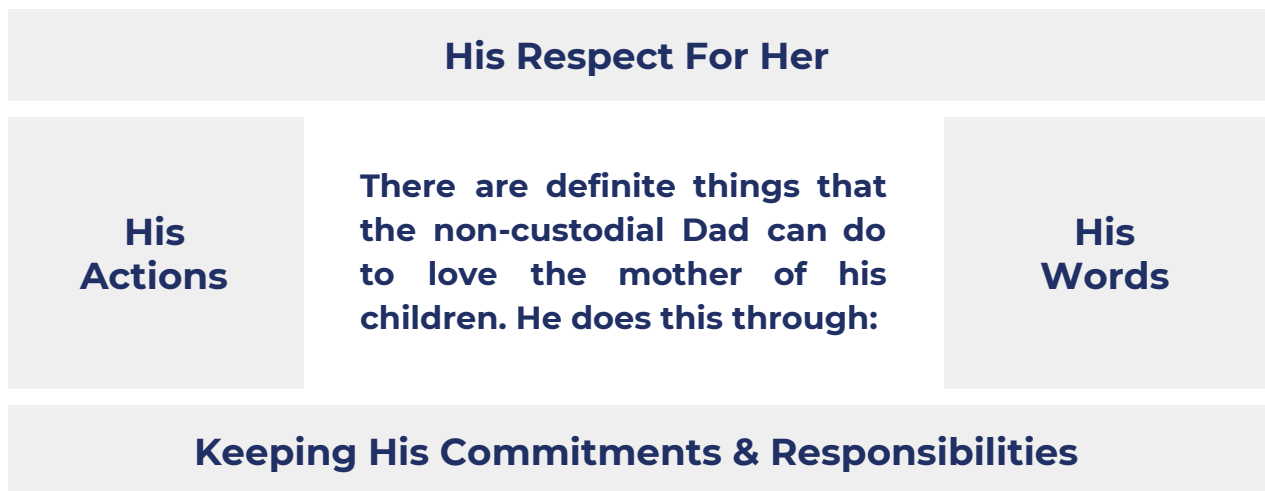 His Respect For Her
There are definite things that
the non-custodial Dad can do
to love the mother of his
children. He does this through:
His
Actions
His
Words
Keeping His Commitments & Responsibilities